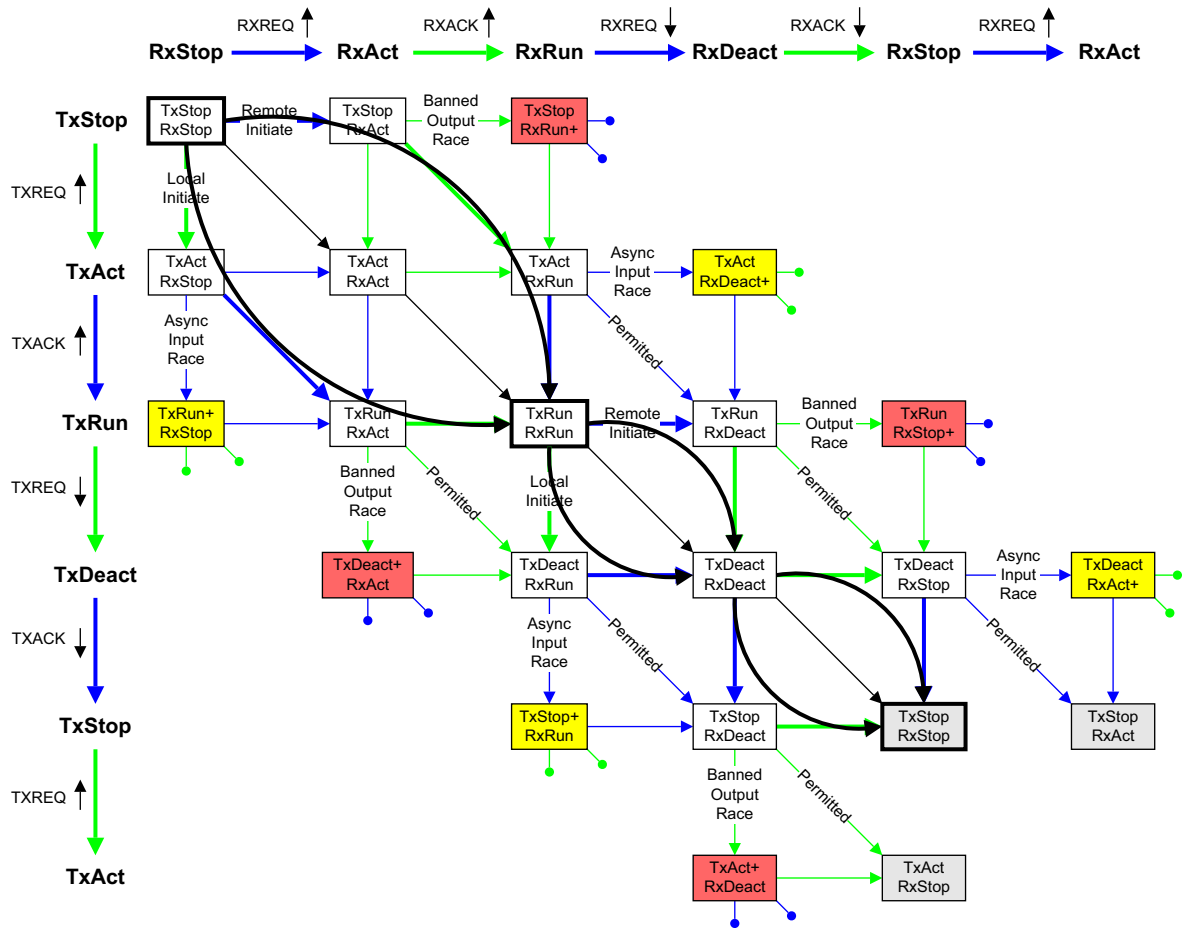 RXREQ
RXACK
RXREQ
RXACK
RXREQ
RxStop
RxAct
RxRun
RxDeact
RxStop
RxAct
TxStop
TxStop
RxStop
Remote
Initiate
TxStop
RxAct
Banned
Output
Race
TxStop
RxRun+
TXREQ
Local
Initiate
TxAct
TxAct
RxStop
TxAct
RxAct
TxAct
RxRun
Async
Input
Race
TxAct
RxDeact+
TXACK
Async
Input
Race
Permitted
TxRun
TxRun+
RxStop
TxRun
RxAct
TxRun
RxRun
Remote
Initiate
TxRun
RxDeact
Banned
Output
Race
TxRun
RxStop+
TXREQ
Banned
Output
Race
Permitted
Local
Initiate
Permitted
TxDeact
TxDeact+
RxAct
TxDeact
RxRun
TxDeact
RxDeact
TxDeact
RxStop
Async
Input
Race
TxDeact
RxAct+
TXACK
Async
Input
Race
Permitted
Permitted
TxStop
TxStop+
RxRun
TxStop
RxDeact
TxStop
RxStop
TxStop
RxAct
TXREQ
Banned
Output
Race
Permitted
TxAct
TxAct+
RxDeact
TxAct
RxStop